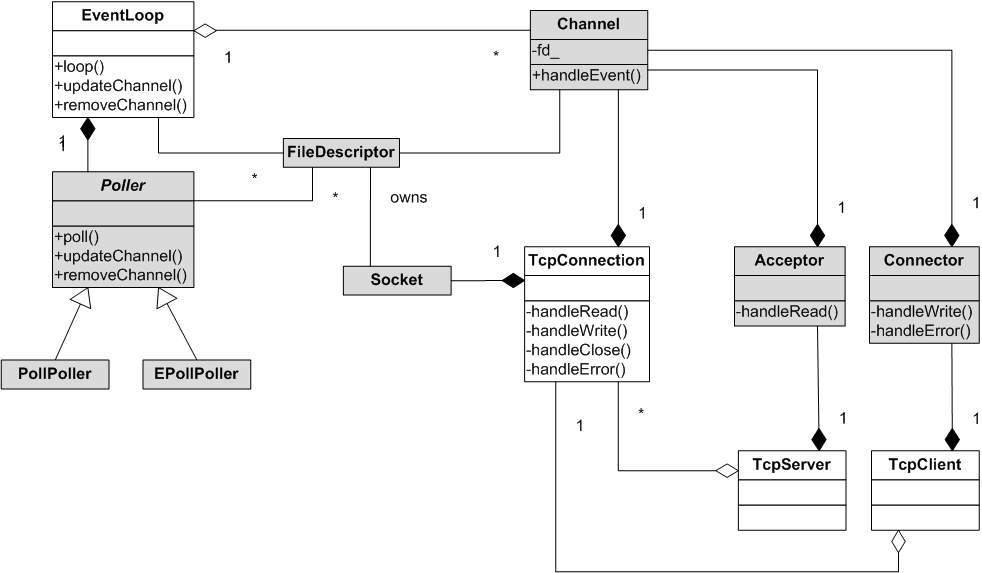 EventLoop
+loop()
+updateChannel()
+removeChannel()
1
*
Channel
-fd_
+handleEvent()
1
1
FileDescriptor
*
*
owns
Poller
+poll()
+updateChannel()
+removeChannel()
PollPoller
EPollPoller
Socket
1
1
TcpConnection
-handleRead()
-handleWrite()
-handleClose()
-handleError()
1
Acceptor
-handleRead()
1
Connector
-handleWrite()
-handleError()
1
*
1
TcpServer
1
TcpClient